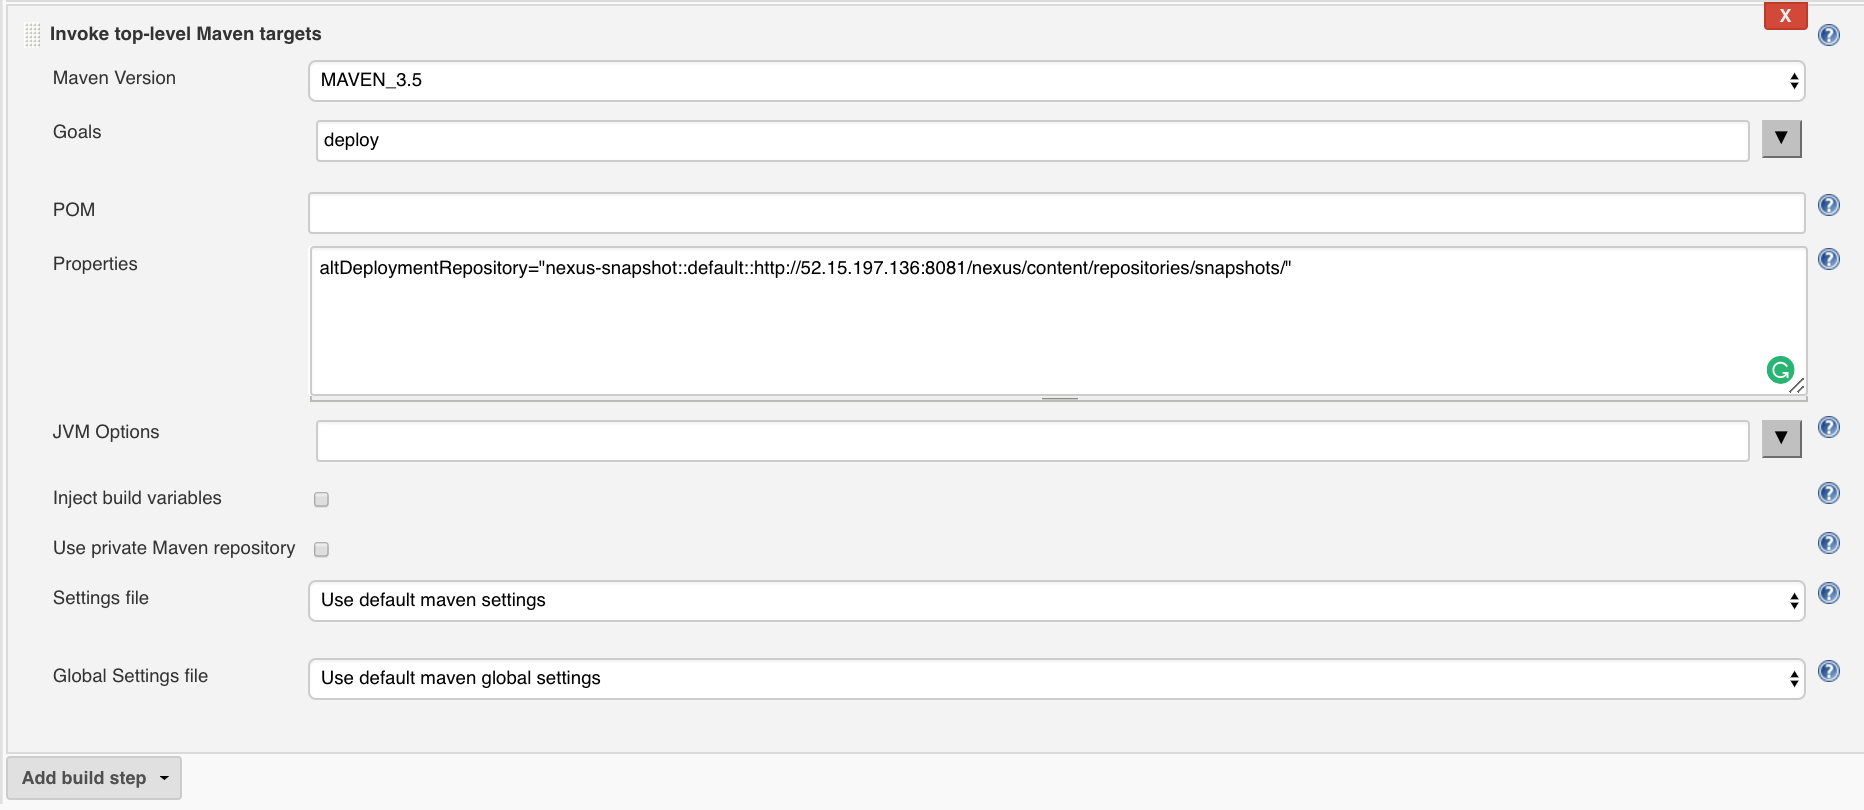 Invoke top-level Maven targets
X
?
Maven Version
MAVEN_3.5
Goals
deploy
POM
?
Properties
altDeploymentRepository="nexus-snapshot::default::http://52.15.197.136:8081/nexus/content/repositories/snapshots/"
?
G
JVM Options
?
Inject build variables
?
Use private Maven repository
?
Settings file
Use default maven settings
?
Global Settings file
Use default maven global settings
?
Add build step